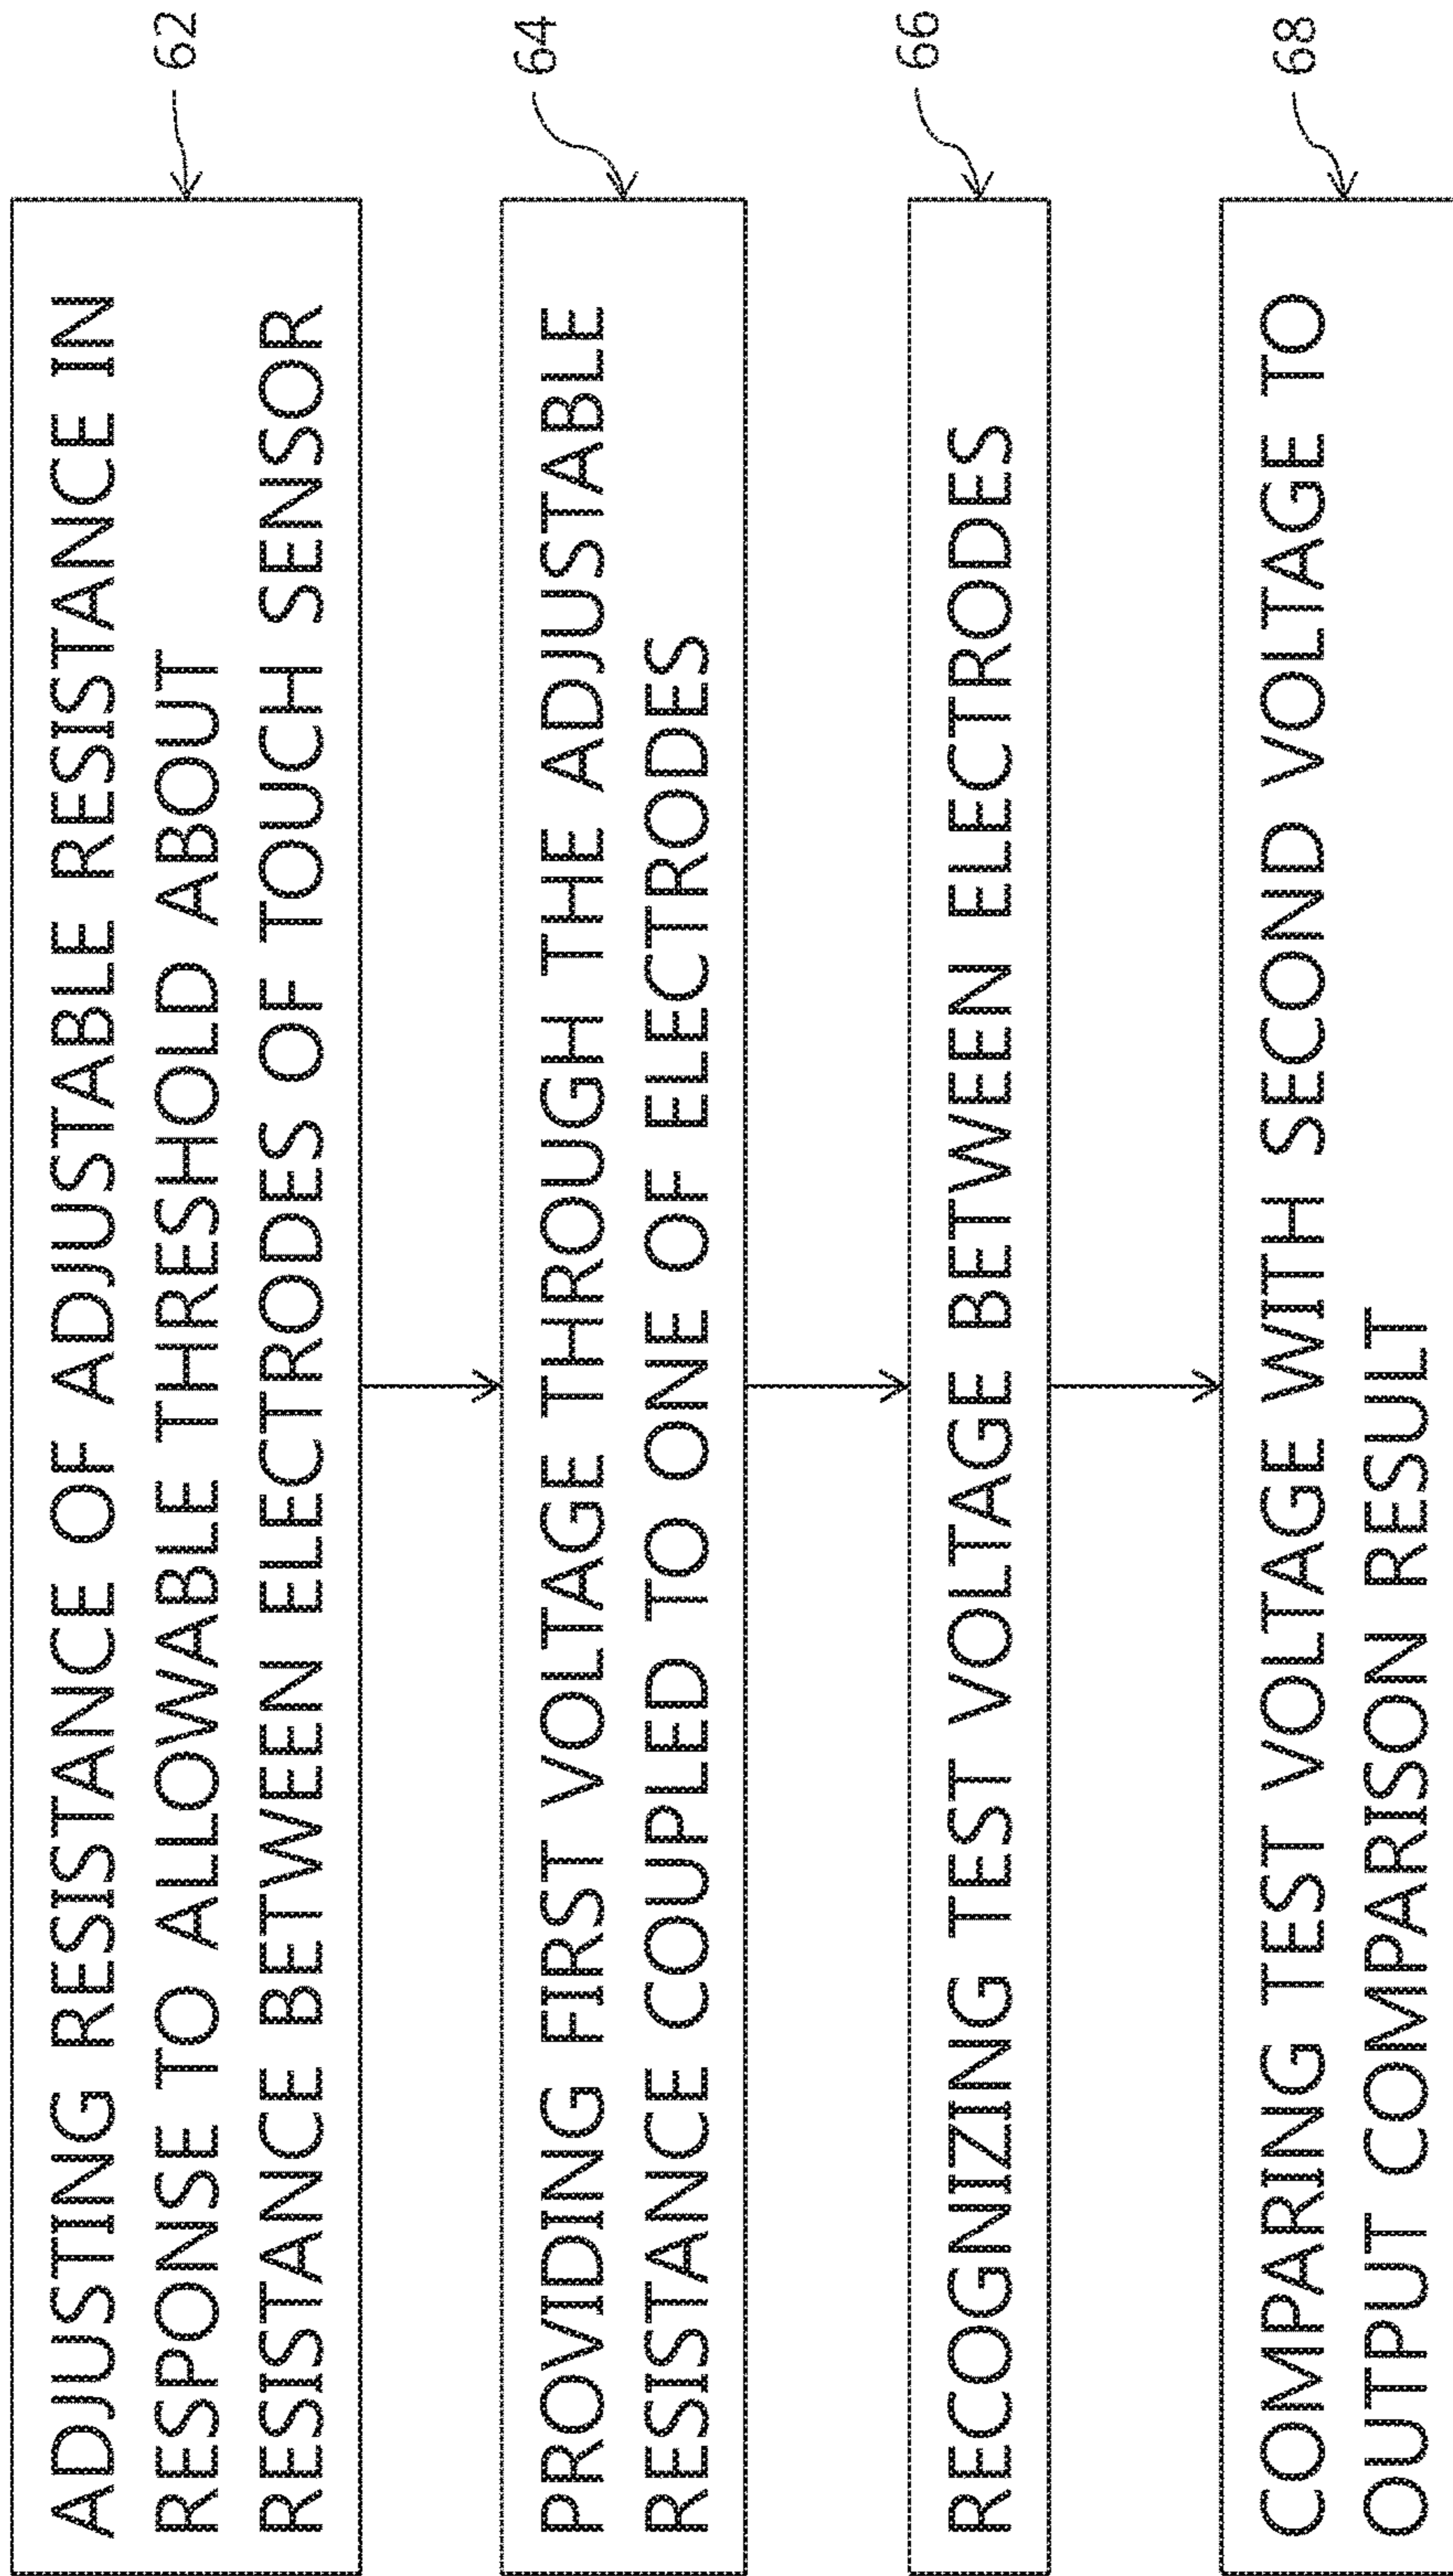 ADJUSTING RESISTANCE OF ADJUSTABLE RESISTANCE IN
RESPONSE TO ALLOWABLE THRESHOLD ABOUT
RESISTANCE BETWEEN ELECTRODES OF TOUCH SENSOR
62
PROVIDING FIRST VOLTAGE THROUGH THE ADJUSTABLE
RESISTANCE COUPLED TO ONE OF ELECTRODES
64
RECOGNIZING TEST VOLTAGE BETWEEN ELECTRODES
66
COMPARING TEST VOLTAGE WITH SECOND VOLTAGE TO
OUTPUT COMPARISON RESULT
68